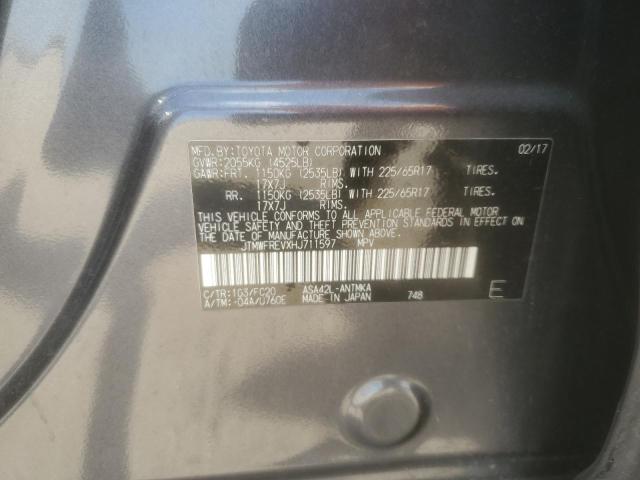 MFD.BY:TOYOTA MOTOR CORPORATION 02/17
GVWR:2055KG (4525LB)
GAWR:FRT. 1150KG (2535LB) WITH 225/65R17 TIRES.
17X7J RIMS.
RR. 1150KG (2535LB) WITH 225/65R17 TIRES.
17X7J RIMS.
THIS VEHICLE CONFORMS TO ALL APPLICABLE FEDERAL MOTOR
VEHICLE SAFETY AND THEFT PREVENTION STANDARDS IN EFFECT ON
THE DATE OF MANUFACTURE SHOWN ABOVE.
JTMWFREVXHJ711597 MPV
C/TR:1G3/FC20 ASA42L-ANTMKA
A/TM:-04A/U760E MADE IN JAPAN 748 E